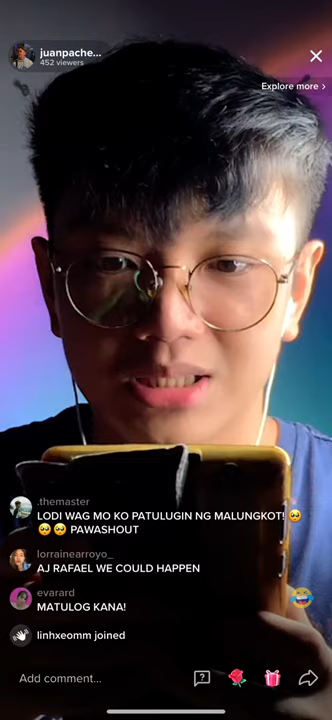 juanpache...
452 viewers
Explore more >
.themaster
LODI WAG MO KO PATULUGIN NG MALUNGKOT! 🥺
🥺🥺 PAWASHOUT
lorrainearroyo_
AJ RAFAEL WE COULD HAPPEN
evarard
MATULOG KANA!
linhxeomm joined
Add comment...